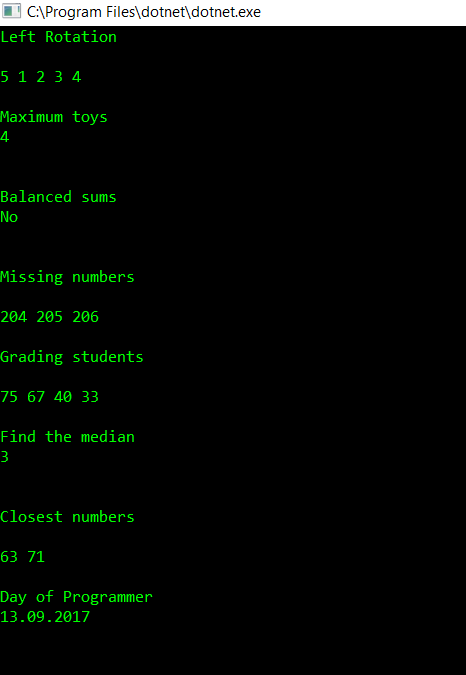 C:\Program Files\dotnet\dotnet.exe
Left Rotation
5 1 2 3 4
Maximum toys
4
Balanced sums
No
Missing numbers
204 205 206
Grading students
75 67 40 33
Find the median
3
Closest numbers
63 71
Day of Programmer
13.09.2017